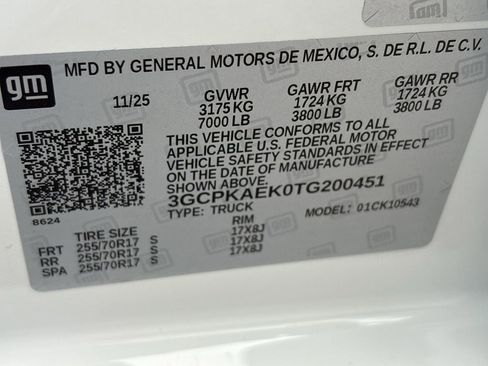 gm
MFD BY GENERAL MOTORS DE MEXICO, S. DE R.L. DE C.V.
11/25 GVWR GAWR FRT GAWR RR
3175 KG 1724 KG 1724 KG
7000 LB 3800 LB 3800 LB
THIS VEHICLE CONFORMS TO ALL
APPLICABLE U.S. FEDERAL MOTOR
VEHICLE SAFETY STANDARDS IN EFFECT
ON THE DATE OF MANUFACTURE
SHOWN ABOVE.
3GCPKAEK0TG200451
8624
TYPE: TRUCK MODEL: 01CK10543
TIRE SIZE RIM
FRT 255/70R17 S 17X8J
RR 255/70R17 S 17X8J
SPA 255/70R17 S 17X8J